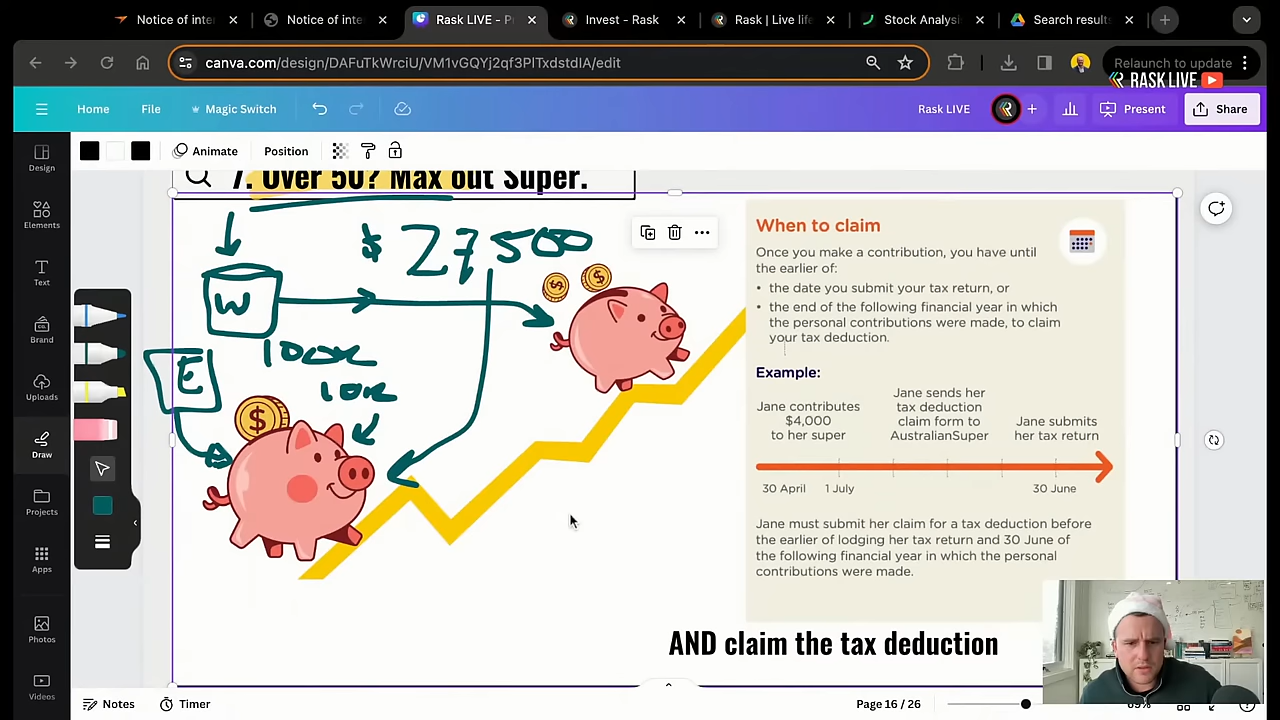 Notice of inte
Notice of inte
Rask LIVE - P
Invest - Rask
Rask | Live life
Stock Analysi
Search results
canva.com/design/DAFuTkWrciU/VM1vGQYj2qf3PlTxdstdIA/edit
Relaunch to update
RASK LIVE
Home
File
Magic Switch
Rask LIVE
Present
Share
Animate
Position
Design
Elements
Text
Brand
Uploads
Draw
Projects
Apps
Photos
Videos
7. Over 50? Max out Super.
$ 27500
W
100k
10k
E
$
When to claim
Once you make a contribution, you have until
the earlier of:
• the date you submit your tax return, or
• the end of the following financial year in which
the personal contributions were made, to claim
your tax deduction.
Example:
Jane contributes
$4,000
to her super
Jane sends her
tax deduction
claim form to
AustralianSuper
Jane submits
her tax return
30 April
1 July
30 June
Jane must submit her claim for a tax deduction before
the earlier of lodging her tax return and 30 June of
the following financial year in which the personal
contributions were made.
AND claim the tax deduction
Notes
Timer
Page 16 / 26